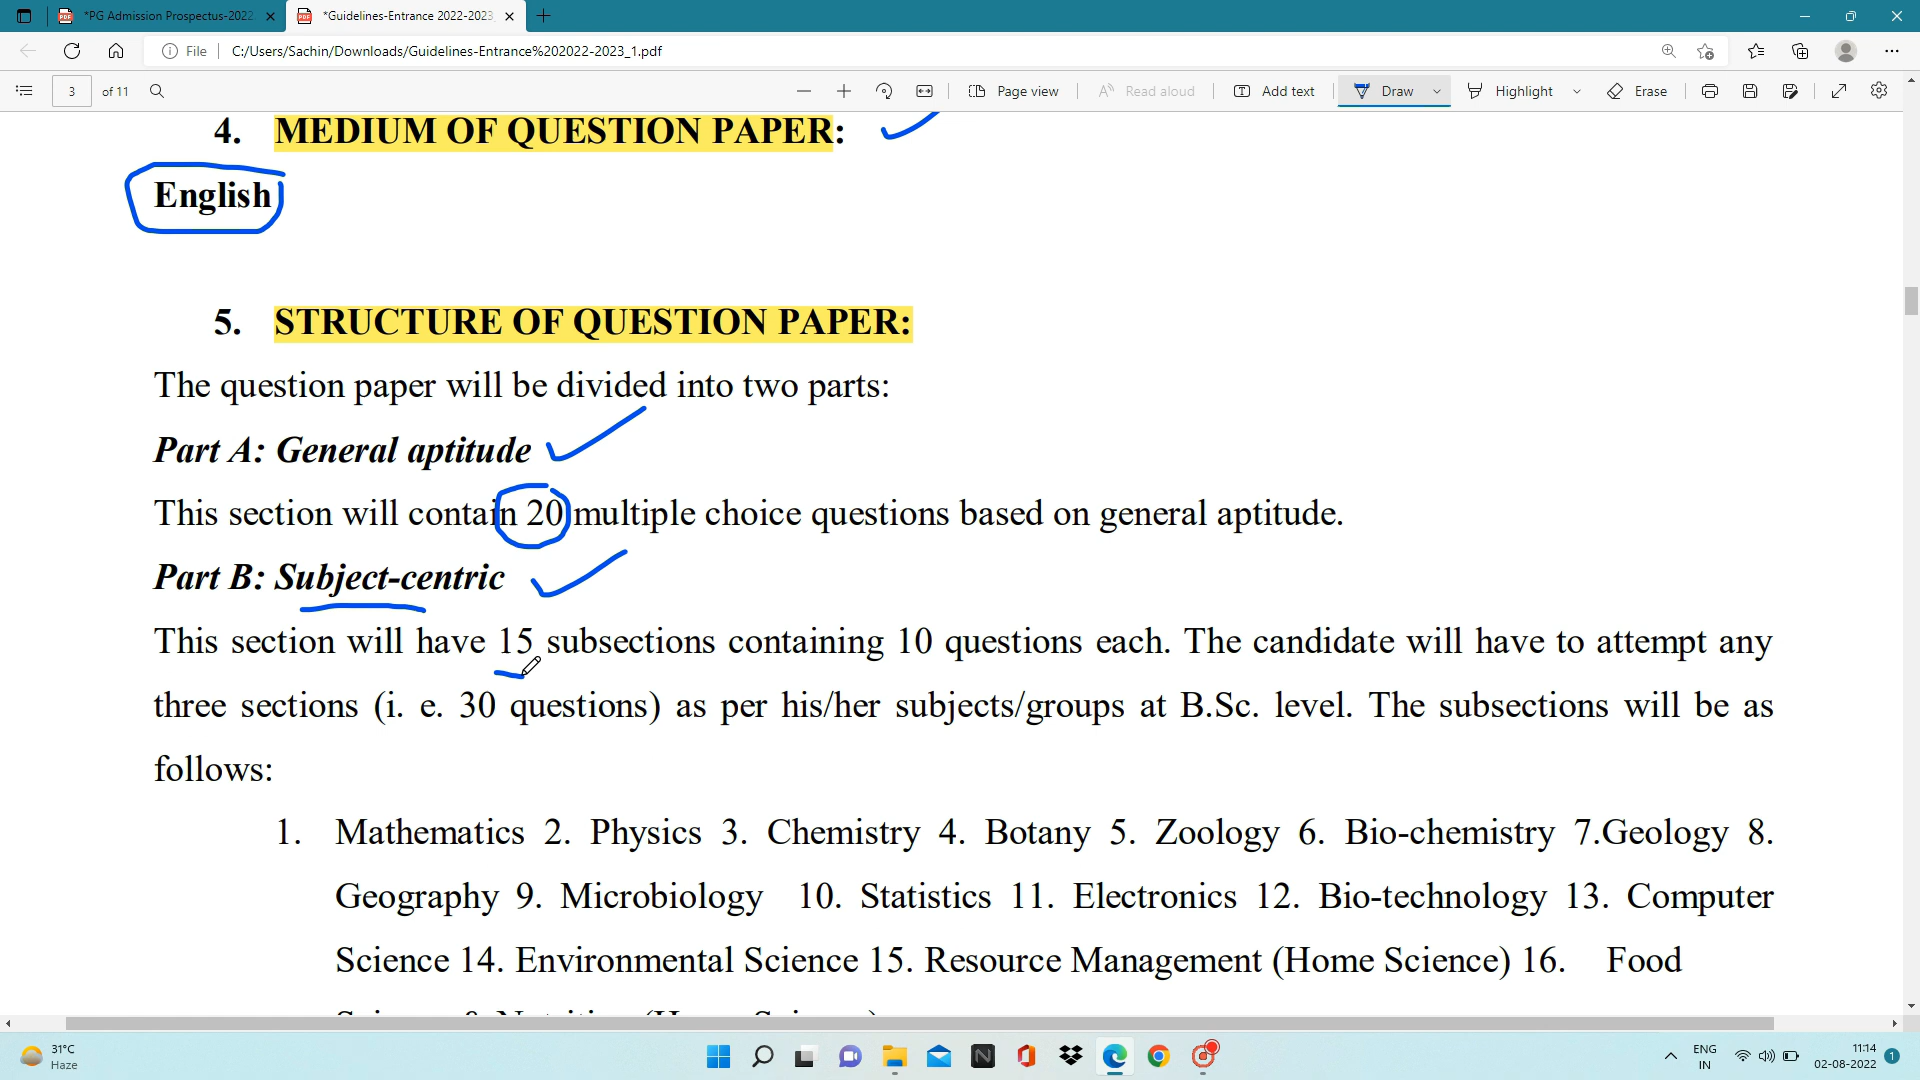 *PG Admission Prospectus-2022
*Guidelines-Entrance 2022-2023
File C:/Users/Sachin/Downloads/Guidelines-Entrance%202022-2023_1.pdf
3 of 11 Page view Read aloud Add text Draw Highlight Erase
4. MEDIUM OF QUESTION PAPER:
English
5. STRUCTURE OF QUESTION PAPER:
The question paper will be divided into two parts:
Part A: General aptitude
This section will contain 20 multiple choice questions based on general aptitude.
Part B: Subject-centric
This section will have 15 subsections containing 10 questions each. The candidate will have to attempt any
three sections (i. e. 30 questions) as per his/her subjects/groups at B.Sc. level. The subsections will be as
follows:
1. Mathematics 2. Physics 3. Chemistry 4. Botany 5. Zoology 6. Bio-chemistry 7.Geology 8.
Geography 9. Microbiology 10. Statistics 11. Electronics 12. Bio-technology 13. Computer
Science 14. Environmental Science 15. Resource Management (Home Science) 16. Food
31°C
Haze
ENG
IN
11:14
02-08-2022
1